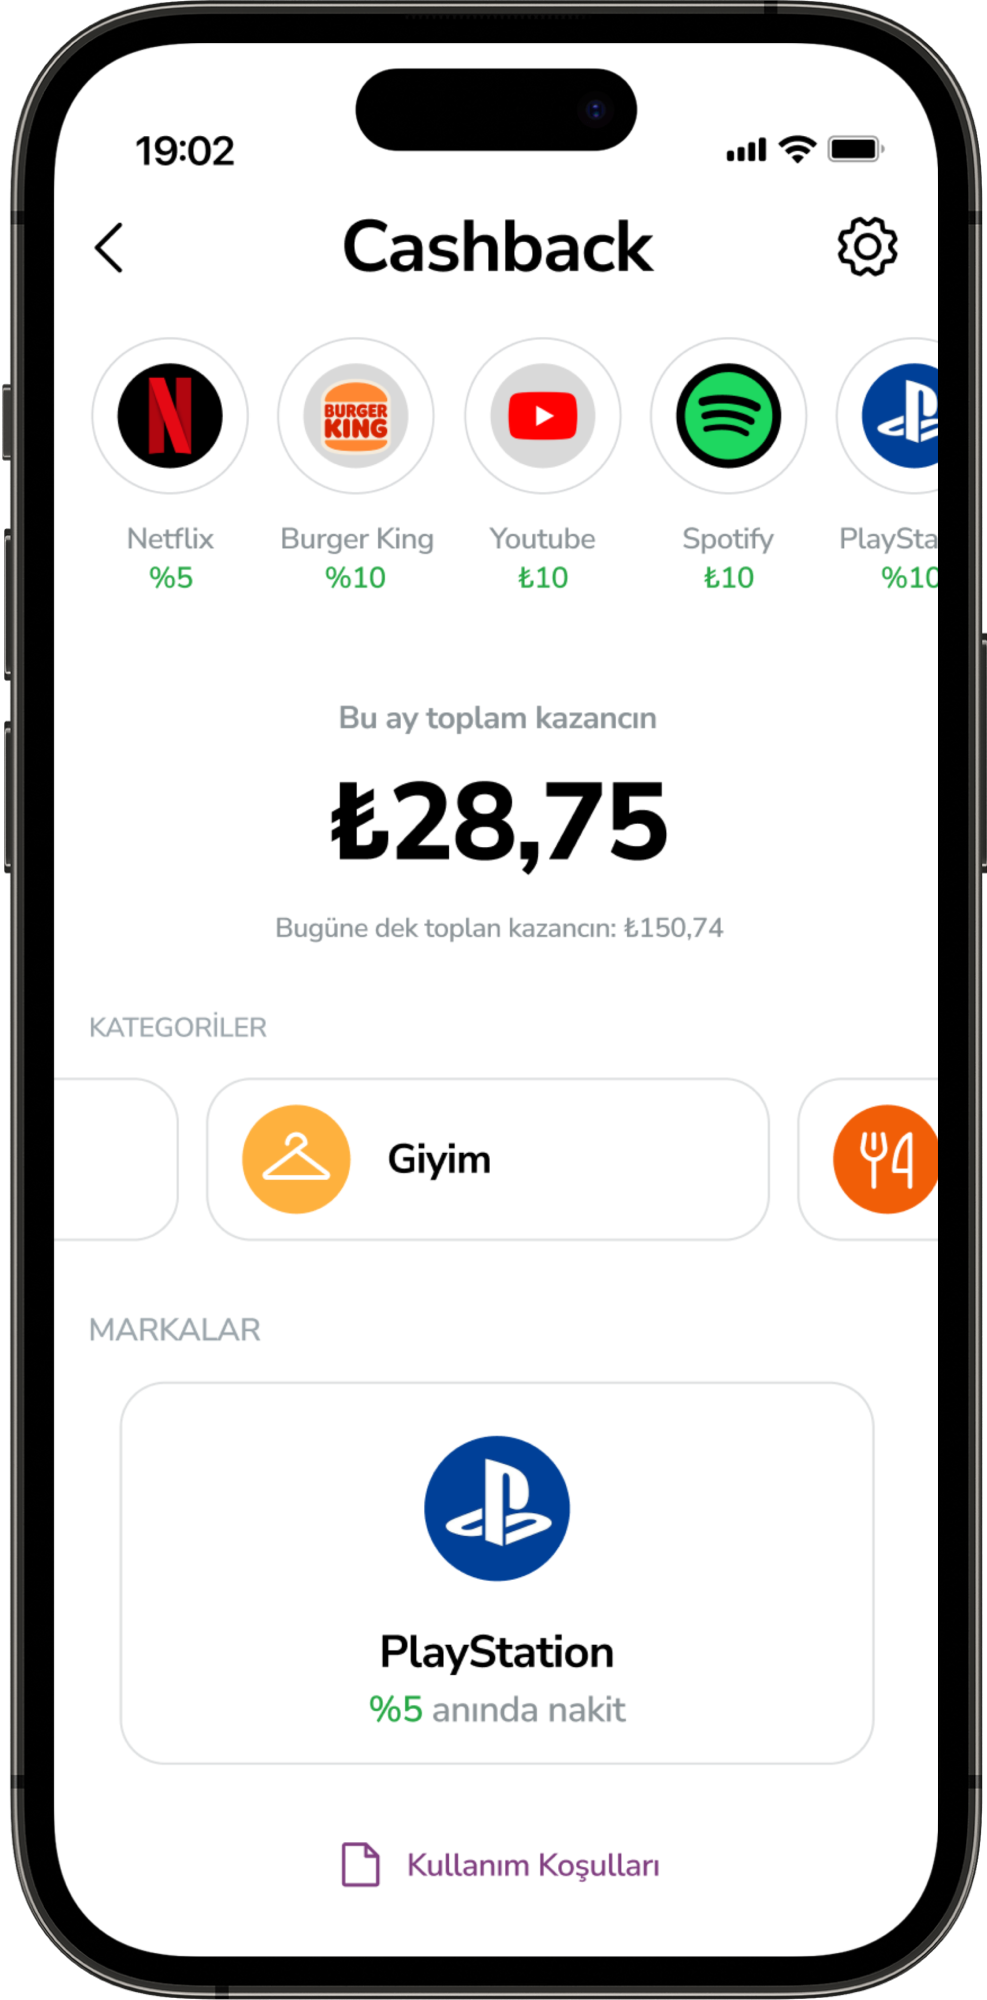 19:02
Cashback
BURGER
KING
Netflix
Burger King
Youtube
Spotify
PlaySta
%5
%10
₺10
₺10
%10
Bu ay toplam kazancın
₺28,75
Bugüne dek toplan kazancın: ₺150,74
KATEGORİLER
Giyim
MARKALAR
PlayStation
%5 anında nakit
Kullanım Koşulları